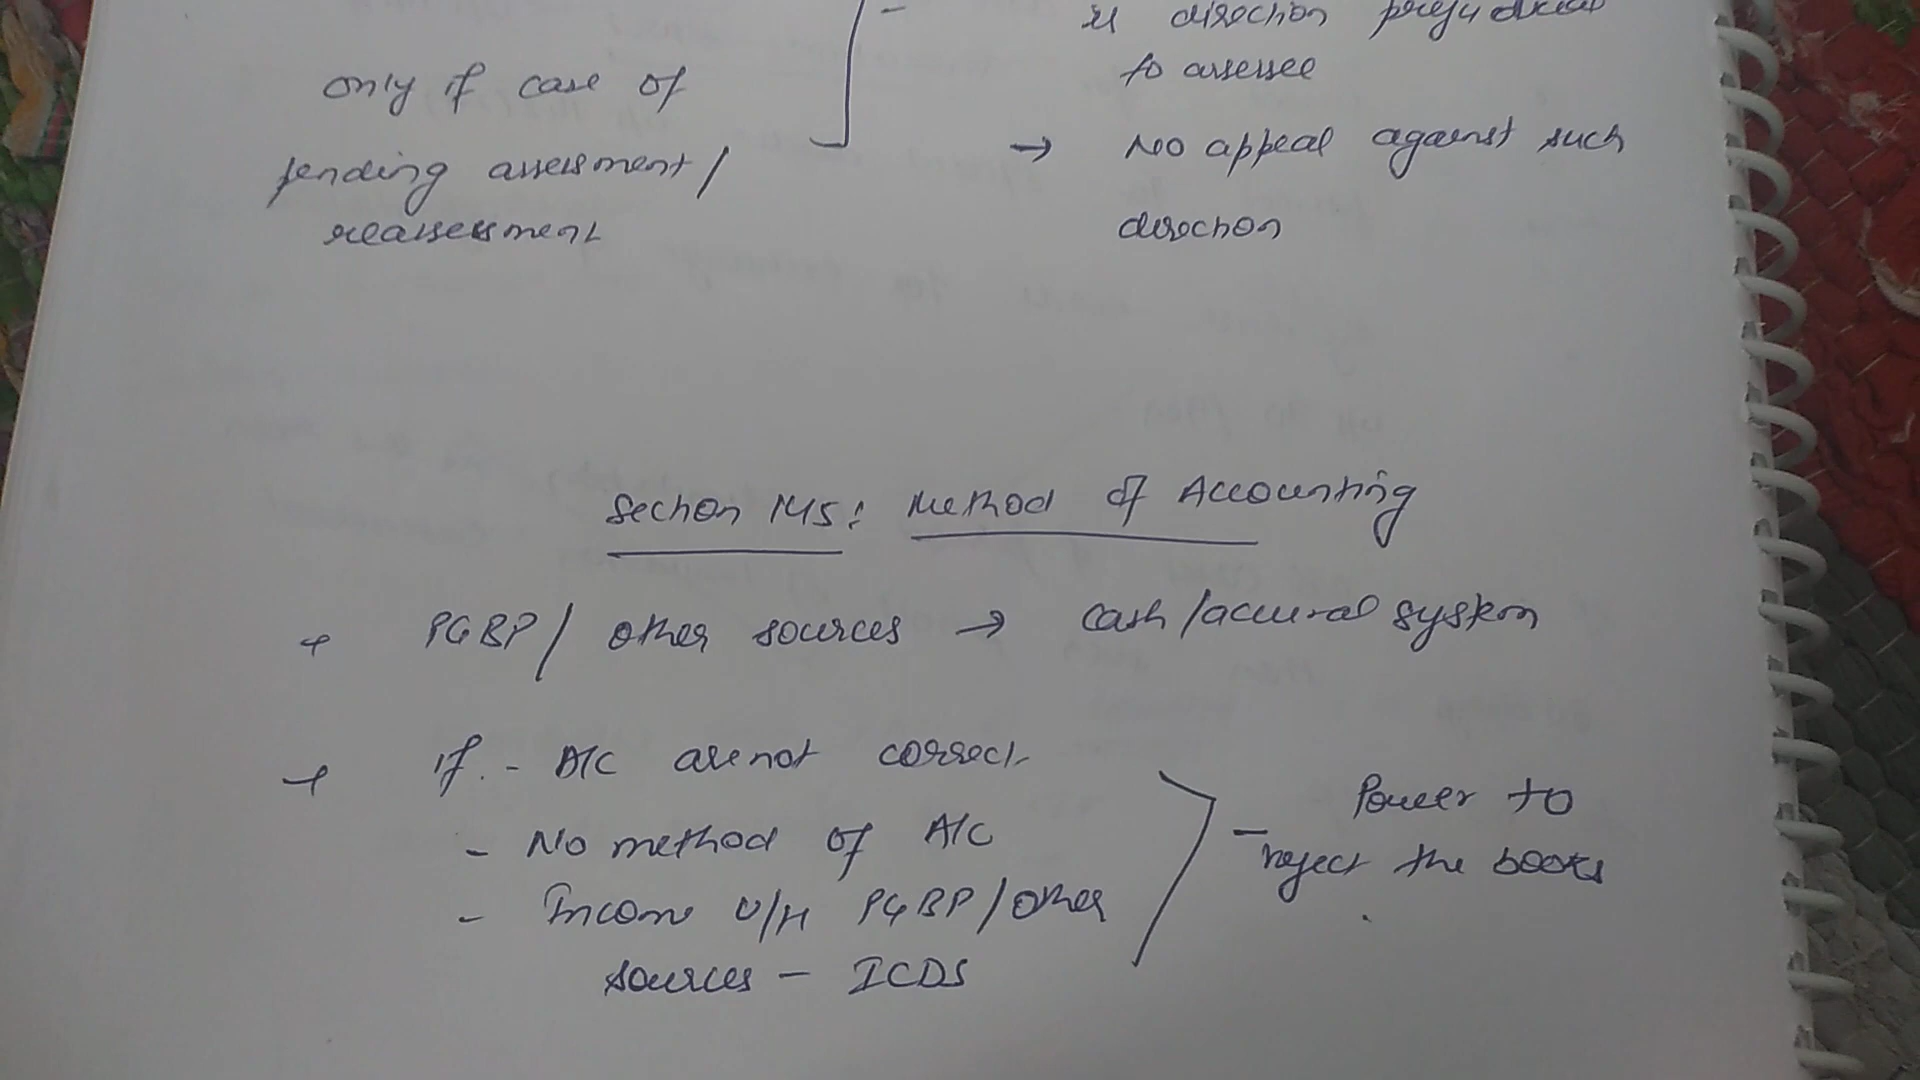 only if case of
pending assessment /
reassessment
direction prejudicial
to assessee
→ No appeal against such
direction
Section 145: Method of Accounting
→ PGBP / other sources → cash / accural system
→ if - A/C are not correct
- No method of A/C
- Income U/H PGBP / other
sources - ICDS
- Power to
reject the books